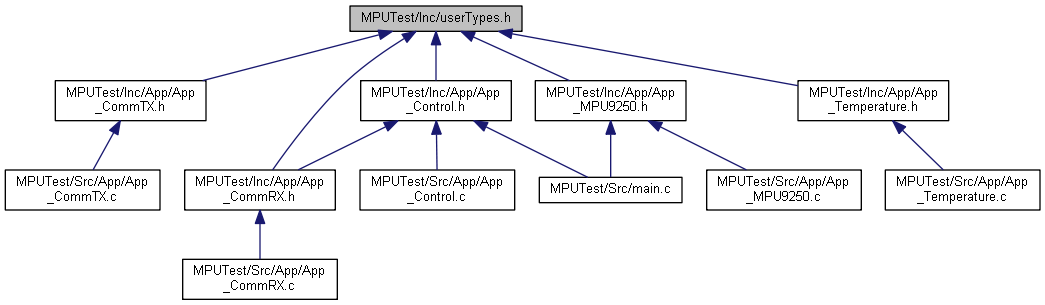 MPUTest/Inc/userTypes.h
MPUTest/Inc/App/App
_CommTX.h
MPUTest/Inc/App/App
_Control.h
MPUTest/Inc/App/App
_MPU9250.h
MPUTest/Inc/App/App
_Temperature.h
MPUTest/Src/App/App
_CommTX.c
MPUTest/Inc/App/App
_CommRX.h
MPUTest/Src/App/App
_Control.c
MPUTest/Src/main.c
MPUTest/Src/App/App
_MPU9250.c
MPUTest/Src/App/App
_Temperature.c
MPUTest/Src/App/App
_CommRX.c